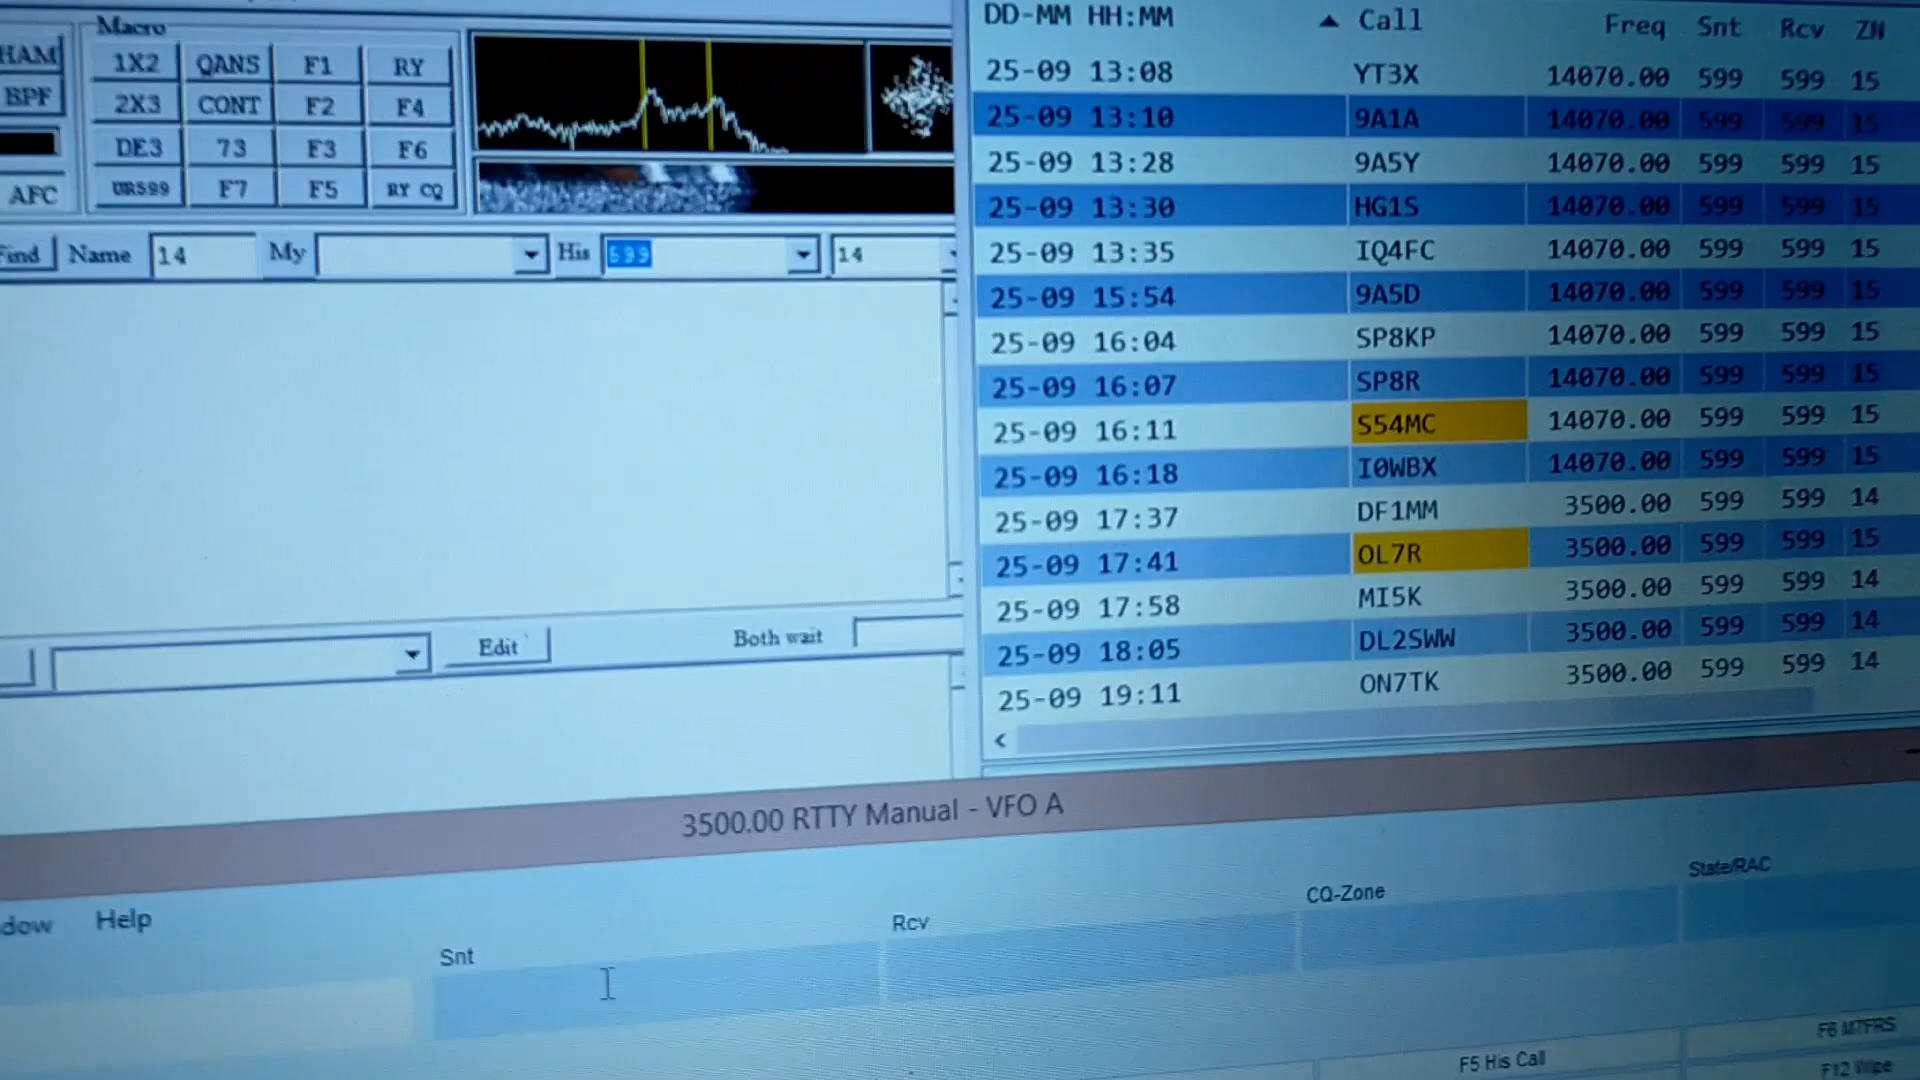 Macro
HAM
BPF
AFC
1X2 QANS F1 RY
2X3 CONT F2 F4
DE3 73 F3 F6
UR599 F7 F5 RY CQ
Find Name 14 My His 599 14
Edit Both wait
DD-MM HH:MM Call Freq Snt Rcv ZN
25-09 13:08 YT3X 14070.00 599 599 15
25-09 13:10 9A1A 14070.00 599 599 15
25-09 13:28 9A5Y 14070.00 599 599 15
25-09 13:30 HG1S 14070.00 599 599 15
25-09 13:35 IQ4FC 14070.00 599 599 15
25-09 15:54 9A5D 14070.00 599 599 15
25-09 16:04 SP8KP 14070.00 599 599 15
25-09 16:07 SP8R 14070.00 599 599 15
25-09 16:11 S54MC 14070.00 599 599 15
25-09 16:18 I0WBX 14070.00 599 599 15
25-09 17:37 DF1MM 3500.00 599 599 14
25-09 17:41 OL7R 3500.00 599 599 15
25-09 17:58 MI5K 3500.00 599 599 14
25-09 18:05 DL2SWW 3500.00 599 599 14
25-09 19:11 ON7TK 3500.00 599 599 14
3500.00 RTTY Manual - VFO A
dow Help
Snt Rcv CQ-Zone State/RAC
F5 His Call F6 M7FRS
F12 Wipe